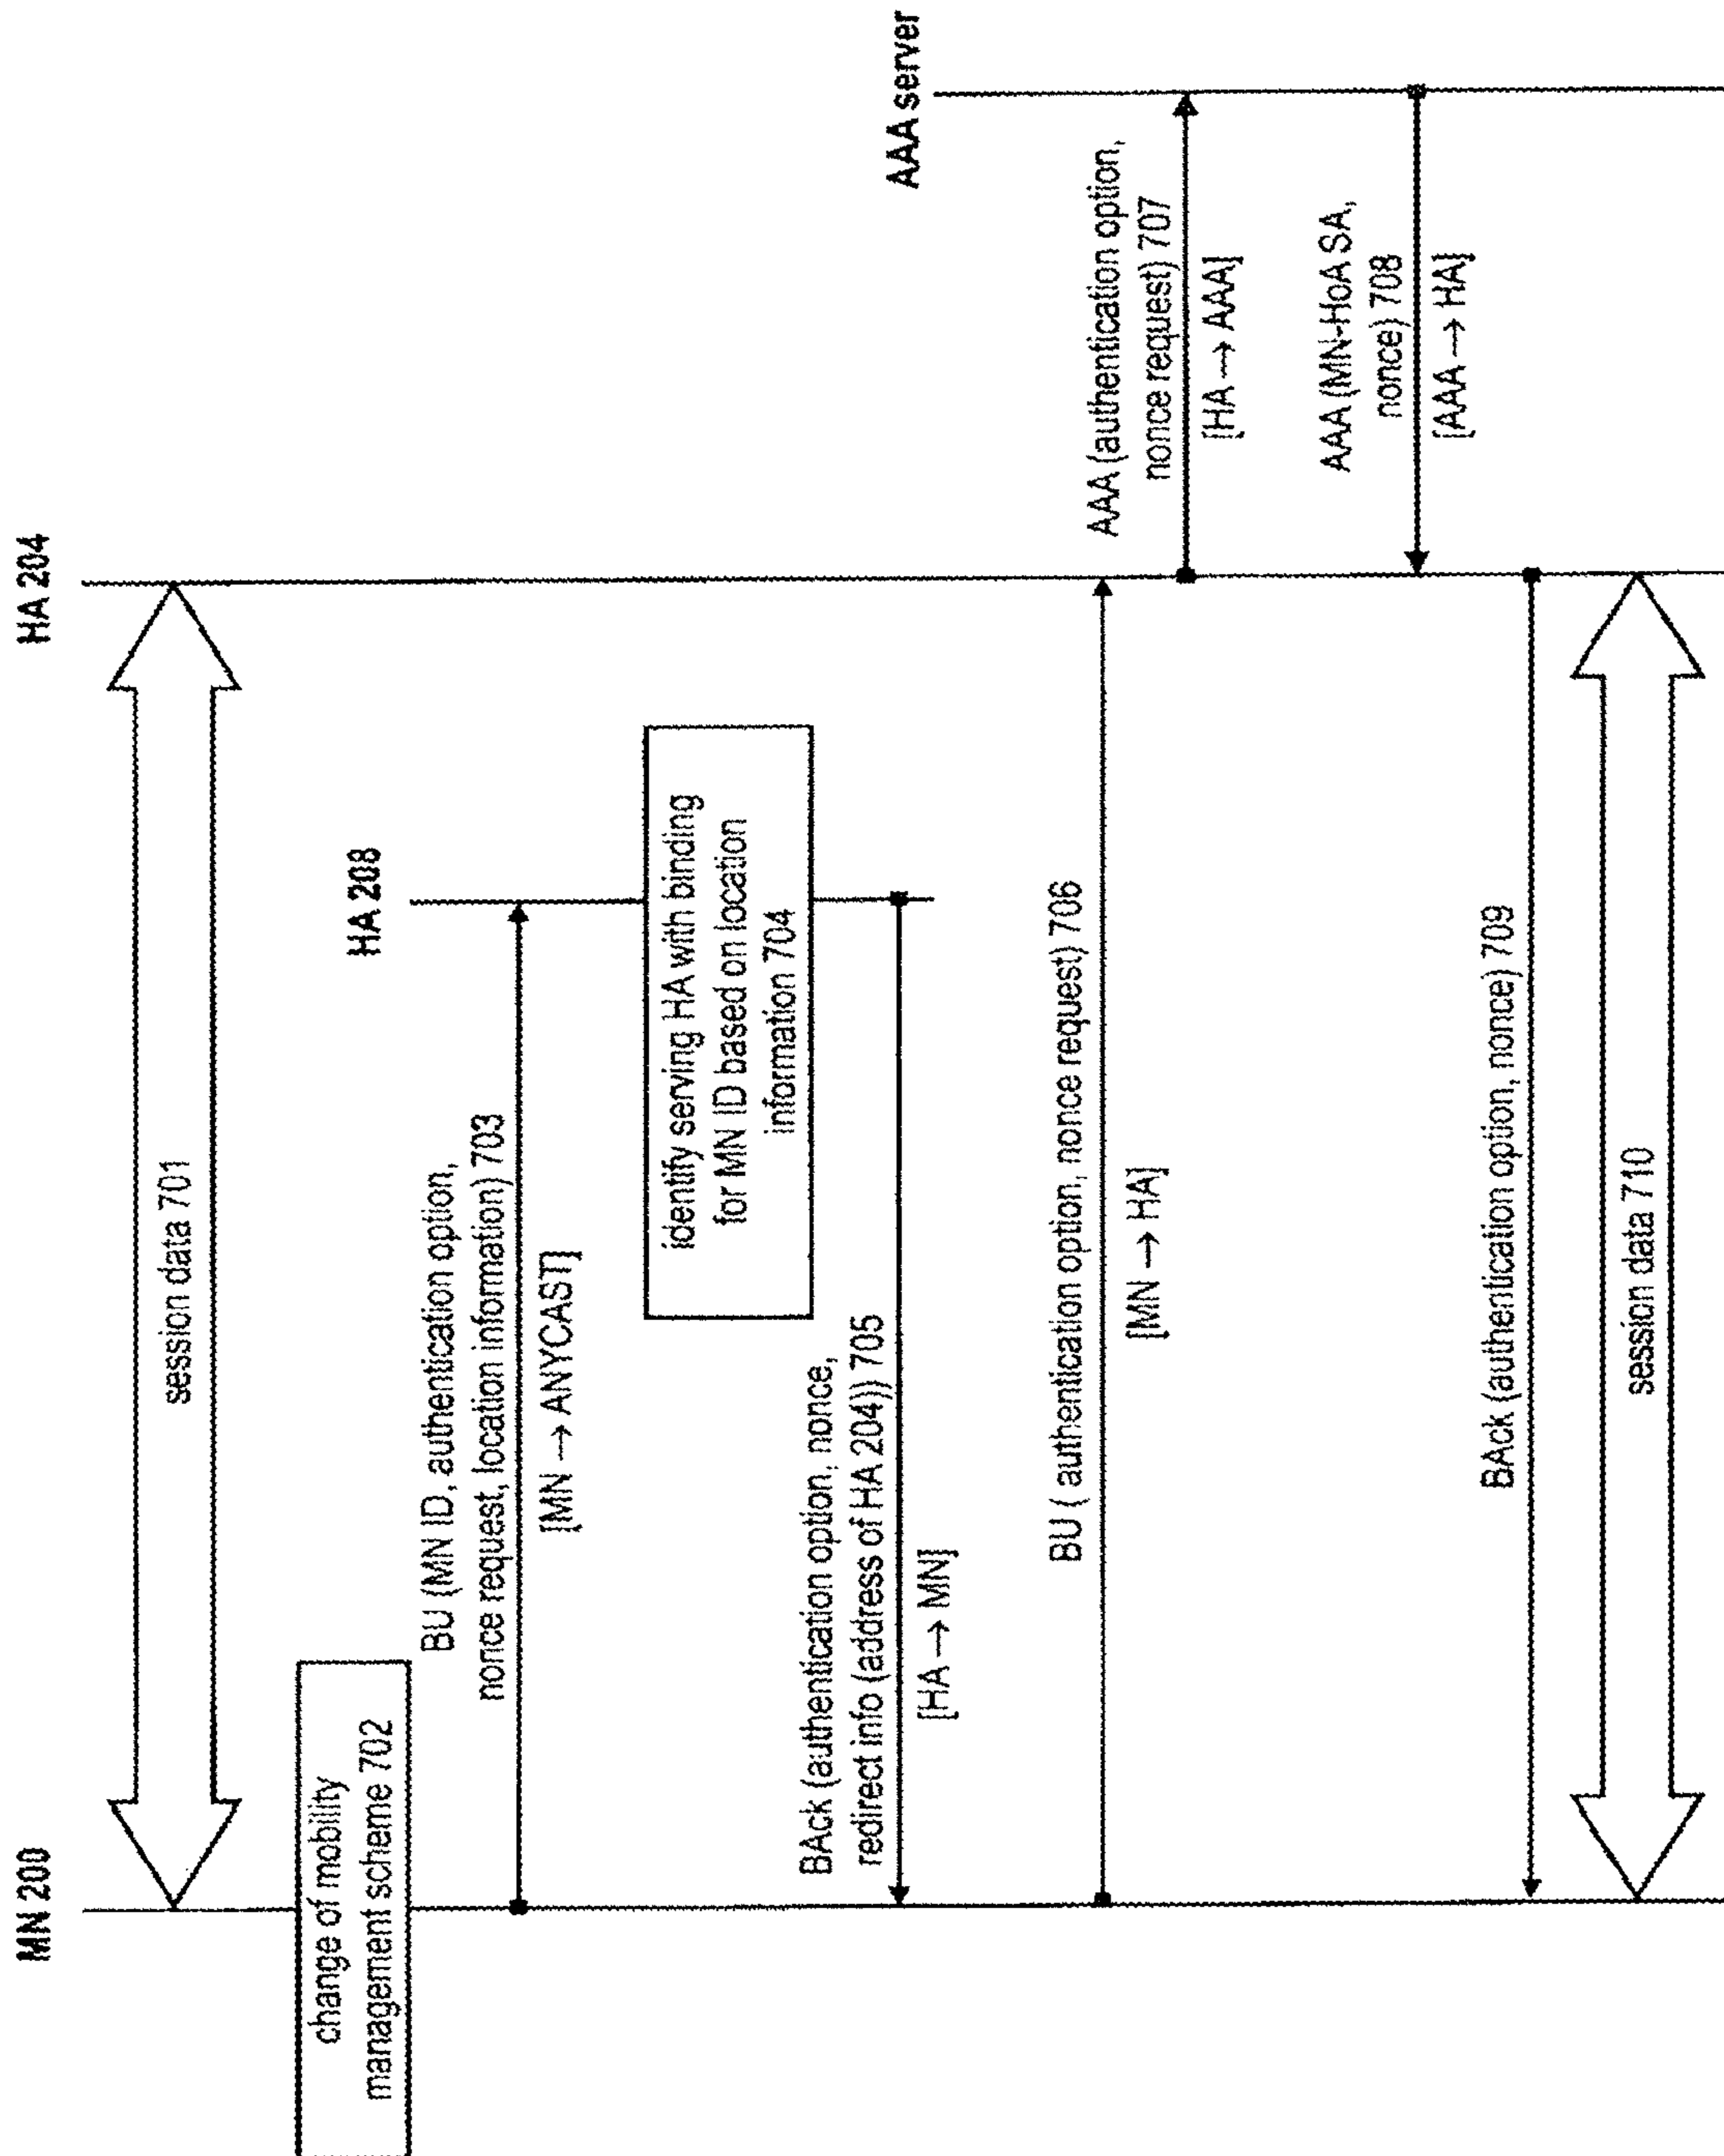 MN 200
HA 204
session data 701
change of mobility
management scheme 702
HA 208
BU (MN ID, authentication option,
nonce request, location information) 703
[MN → ANYCAST]
identify serving HA with binding
for MN ID based on location
information 704
BAck (authentication option, nonce,
redirect info (address of HA 204)) 705
[HA → MN]
AAA server
BU ( authentication option, nonce request) 706
[MN → HA]
AAA (authentication option,
nonce request) 707
[HA → AAA]
AAA (MN-HoA SA,
nonce) 708
[AAA → HA]
BAck (authentication option, nonce) 709
session data 710